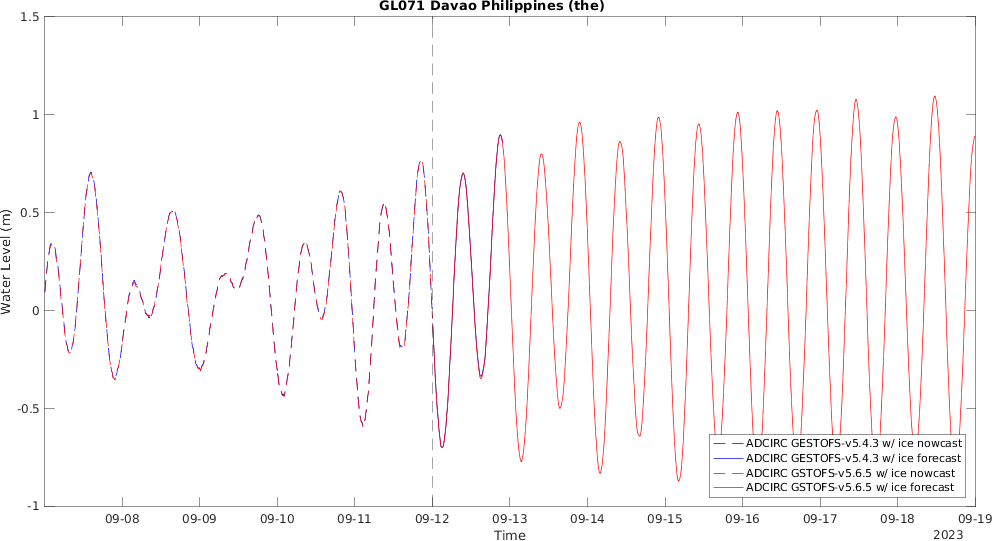 GL071 Davao Philippines (the)
1.5
1
0.5
0
-0.5
-1
Water Level (m)
ADCIRC GESTOFS-v5.4.3 w/ ice nowcast
ADCIRC GESTOFS-v5.4.3 w/ ice forecast
ADCIRC GSTOFS-v5.6.5 w/ ice nowcast
ADCIRC GSTOFS-v5.6.5 w/ ice forecast
09-08 09-09 09-10 09-11 09-12 09-13 09-14 09-15 09-16 09-17 09-18 09-19
Time
2023